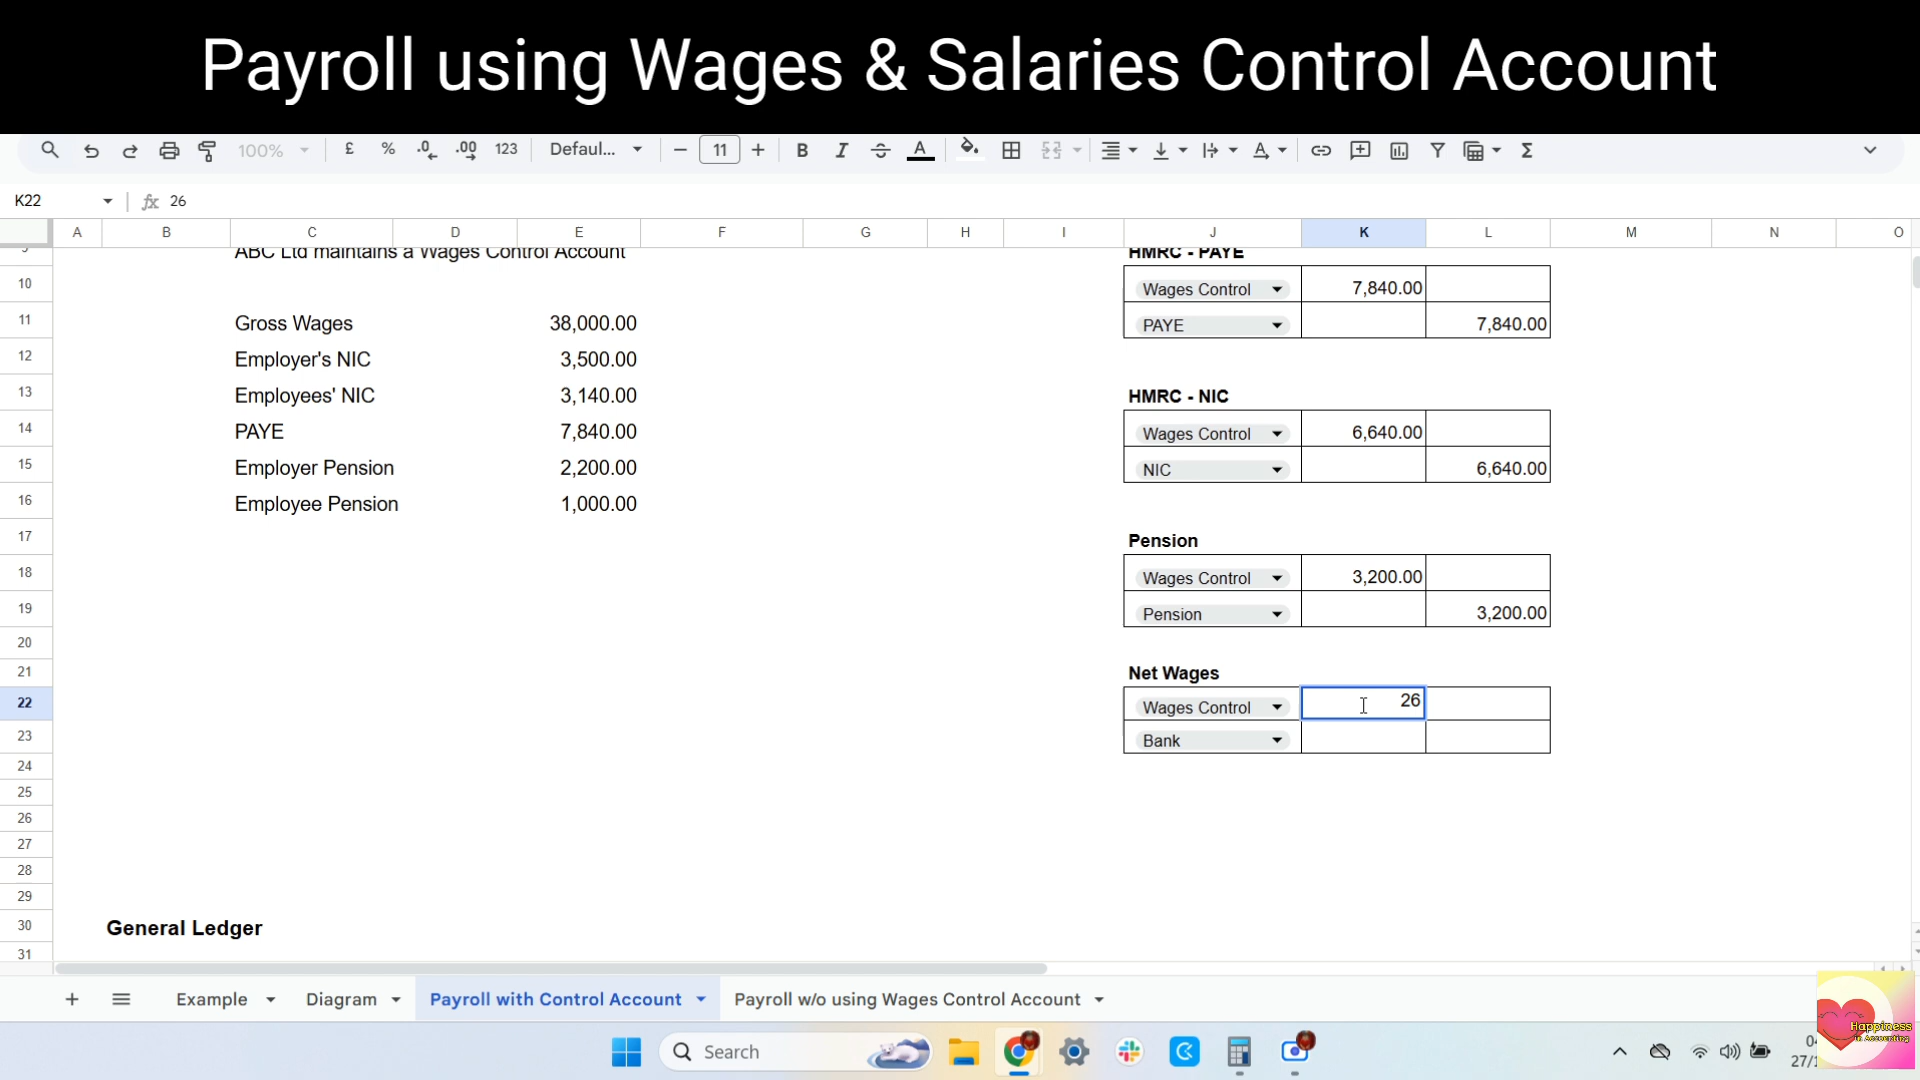 Payroll using Wages & Salaries Control Account
100% £ % .0 .00 123 Defaul... 11 B I A Σ
K22 fx 26
A B C D E F G H I J K L M N O
ABC Ltd maintains a Wages Control Account HMRC - PAYE
10 Wages Control 7,840.00
11 Gross Wages 38,000.00 PAYE 7,840.00
12 Employer's NIC 3,500.00
13 Employees' NIC 3,140.00 HMRC - NIC
14 PAYE 7,840.00 Wages Control 6,640.00
15 Employer Pension 2,200.00 NIC 6,640.00
16 Employee Pension 1,000.00
17 Pension
18 Wages Control 3,200.00
19 Pension 3,200.00
20
21 Net Wages
22 Wages Control 26
23 Bank
24
25
26
27
28
29
30 General Ledger
31
Example Diagram Payroll with Control Account Payroll w/o using Wages Control Account
Search
Happiness
in Accounting